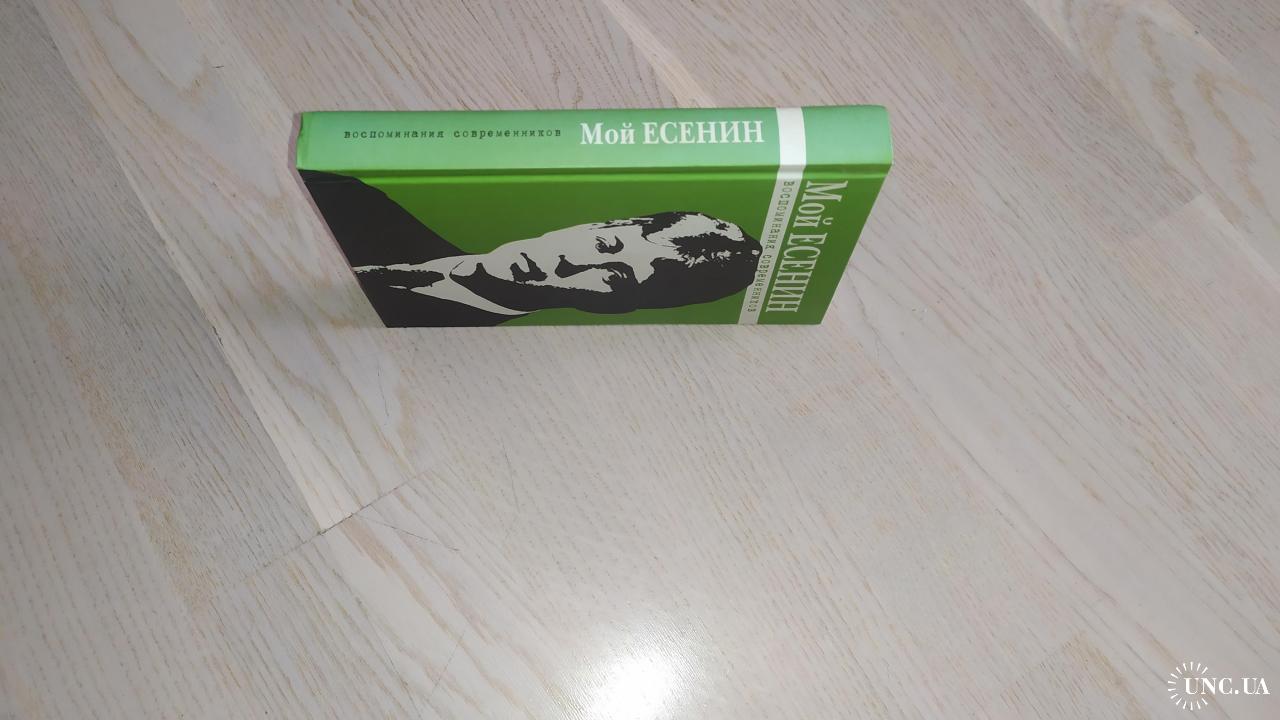 воспоминания современников Мой ЕСЕНИН
Мой ЕСЕНИН
воспоминания современников
UNC.UA